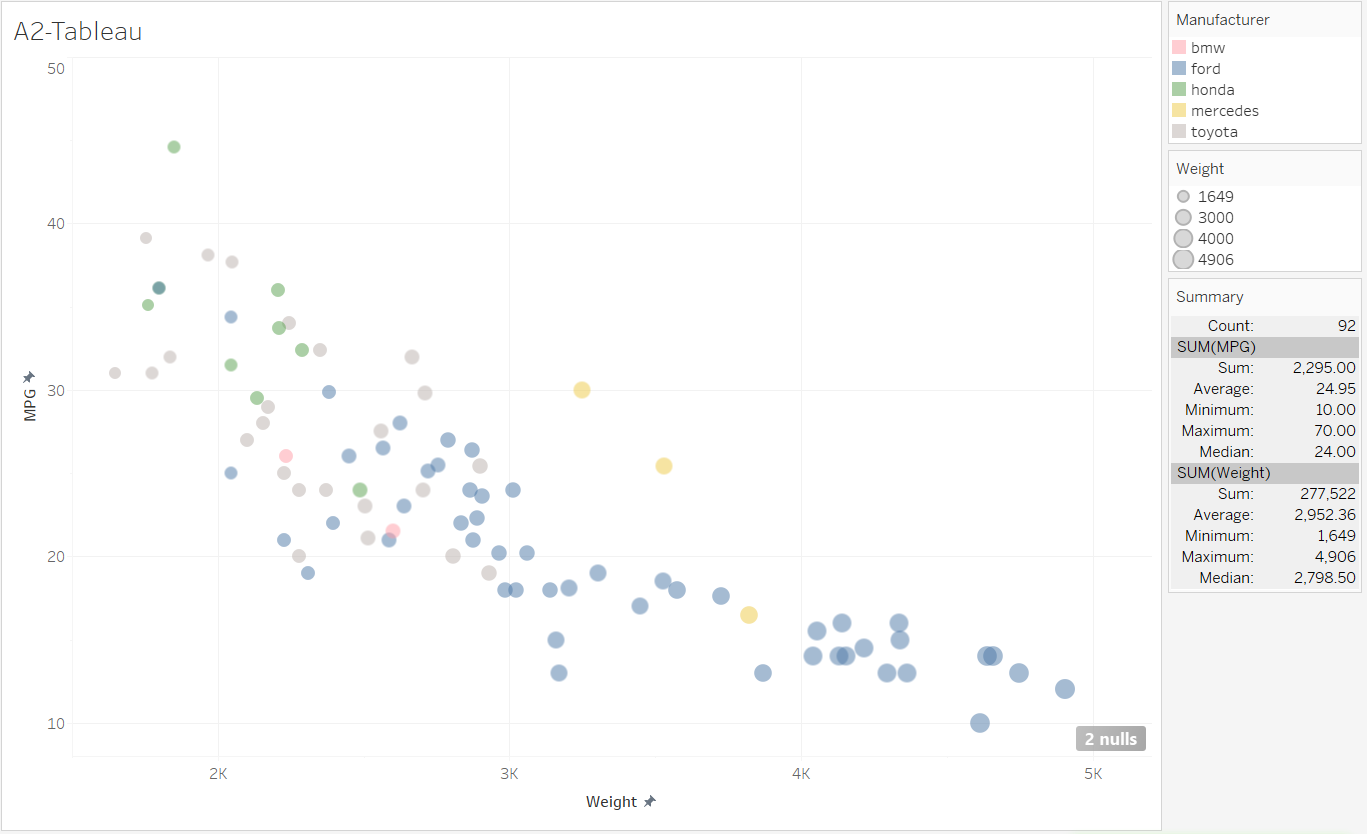 A2-Tableau
50
40
30
20
10
MPG
2K
3K
4K
5K
Weight
2 nulls
Manufacturer
bmw
ford
honda
mercedes
toyota
Weight
1649
3000
4000
4906
Summary
Count: 92
SUM(MPG)
Sum: 2,295.00
Average: 24.95
Minimum: 10.00
Maximum: 70.00
Median: 24.00
SUM(Weight)
Sum: 277,522
Average: 2,952.36
Minimum: 1,649
Maximum: 4,906
Median: 2,798.50